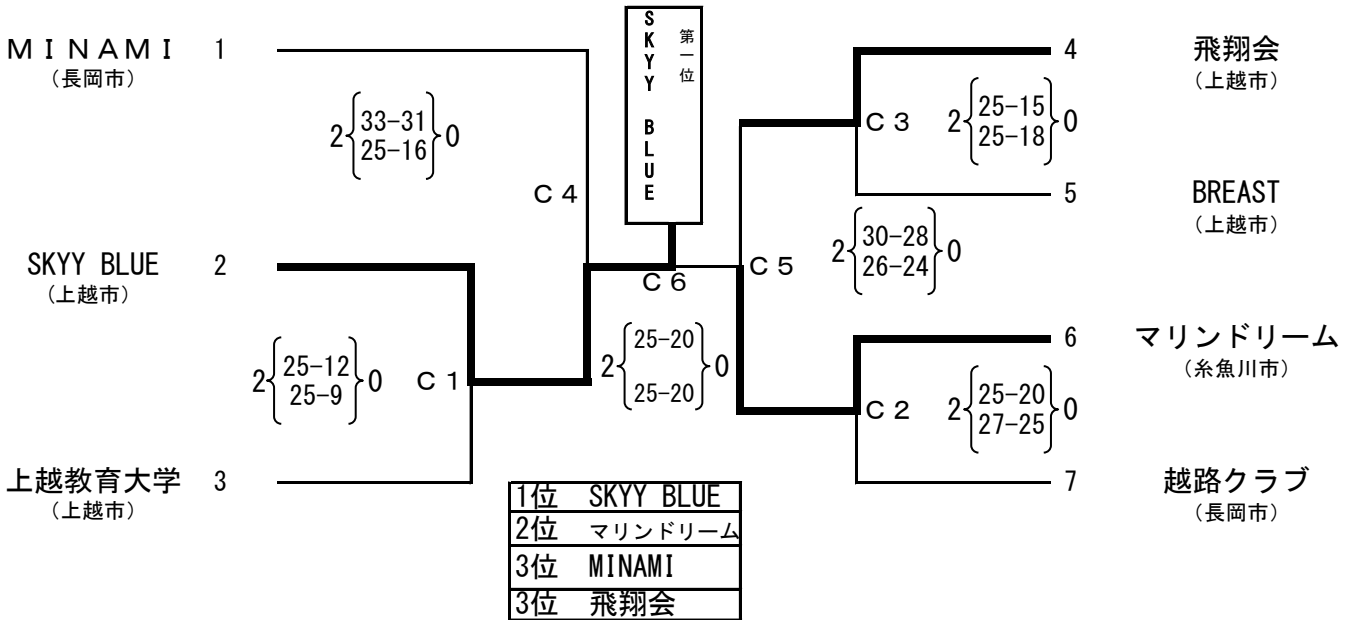 ＭＩＮＡＭＩ 1
（長岡市）
2 33-31 0
25-16
Ｃ４
SKYY BLUE 2
（上越市）
2 25-12 0
25-9
Ｃ１
上越教育大学 3
（上越市）
SKYY BLUE
第一位
Ｃ６
2 25-20 0
25-20
4 飛翔会
（上越市）
Ｃ３
2 25-15 0
25-18
5 BREAST
（上越市）
Ｃ５
2 30-28 0
26-24
6 マリンドリーム
（糸魚川市）
Ｃ２
2 25-20 0
27-25
7 越路クラブ
（長岡市）
1位 SKYY BLUE
2位 マリンドリーム
3位 MINAMI
3位 飛翔会